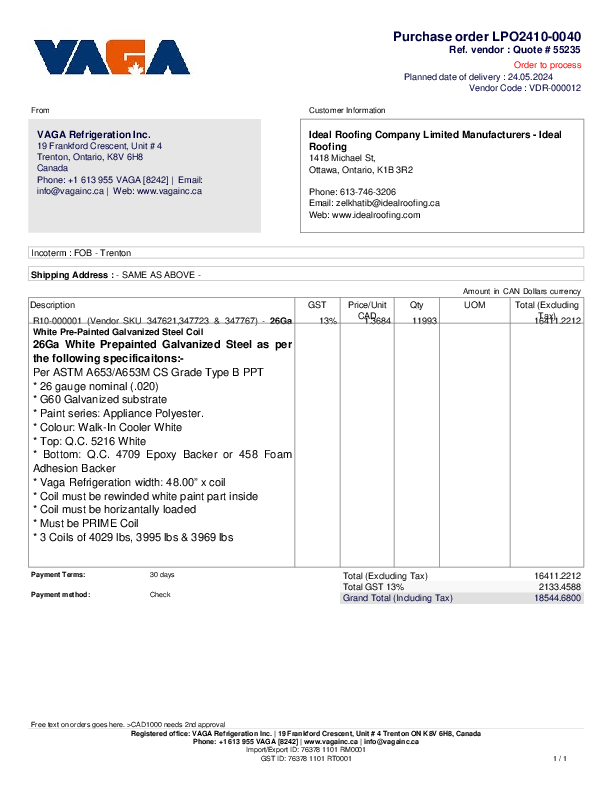 VAGA
Purchase order LPO2410-0040
Ref. vendor : Quote # 55235
Order to process
Planned date of delivery : 24.05.2024
Vendor Code : VDR-000012
From
Customer Information
VAGA Refrigeration Inc.
19 Frankford Crescent, Unit # 4
Trenton, Ontario, K8V 6H8
Canada
Phone: +1 613 955 VAGA [8242] | Email:
info@vagainc.ca | Web: www.vagainc.ca
Ideal Roofing Company Limited Manufacturers - Ideal
Roofing
1418 Michael St,
Ottawa, Ontario, K1B 3R2
Phone: 613-746-3206
Email: zelkhatib@idealroofing.ca
Web: www.idealroofing.com
Incoterm : FOB - Trenton
Shipping Address : - SAME AS ABOVE -
Amount in CAN Dollars currency
Description GST Price/Unit CAD Qty UOM Total (Excluding Tax)
R10-000001 (Vendor SKU 347621,347723 & 347767) - 26Ga 13% 1.3684 11993 16411.2212
White Pre-Painted Galvanized Steel Coil
26Ga White Prepainted Galvanized Steel as per
the following specificaitons:-
Per ASTM A653/A653M CS Grade Type B PPT
* 26 gauge nominal (.020)
* G60 Galvanized substrate
* Paint series: Appliance Polyester.
* Colour: Walk-In Cooler White
* Top: Q.C. 5216 White
* Bottom: Q.C. 4709 Epoxy Backer or 458 Foam
Adhesion Backer
* Vaga Refrigeration width: 48.00” x coil
* Coil must be rewinded white paint part inside
* Coil must be horizantally loaded
* Must be PRIME Coil
* 3 Coils of 4029 lbs, 3995 lbs & 3969 lbs
Payment Terms: 30 days
Payment method: Check
Total (Excluding Tax) 16411.2212
Total GST 13% 2133.4588
Grand Total (Including Tax) 18544.6800
Free text on orders goes here. >CAD1000 needs 2nd approval
Registered office: VAGA Refrigeration Inc. | 19 Frankford Crescent, Unit # 4 Trenton ON K8V 6H8, Canada
Phone: +1 613 955 VAGA [8242] | www.vagainc.ca | info@vagainc.ca
Import/Export ID: 76378 1101 RM0001
GST ID: 76378 1101 RT0001
1 / 1